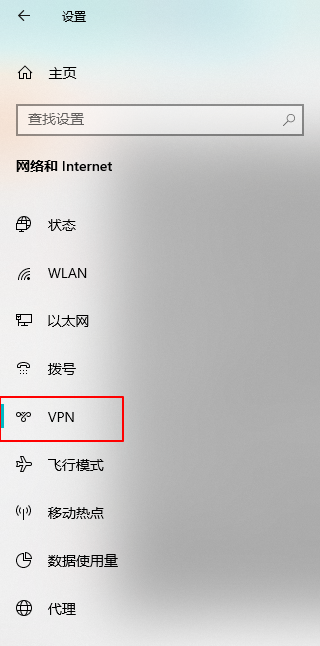 设置
主页
查找设置
网络和 Internet
状态
WLAN
以太网
拨号
VPN
飞行模式
移动热点
数据使用量
代理